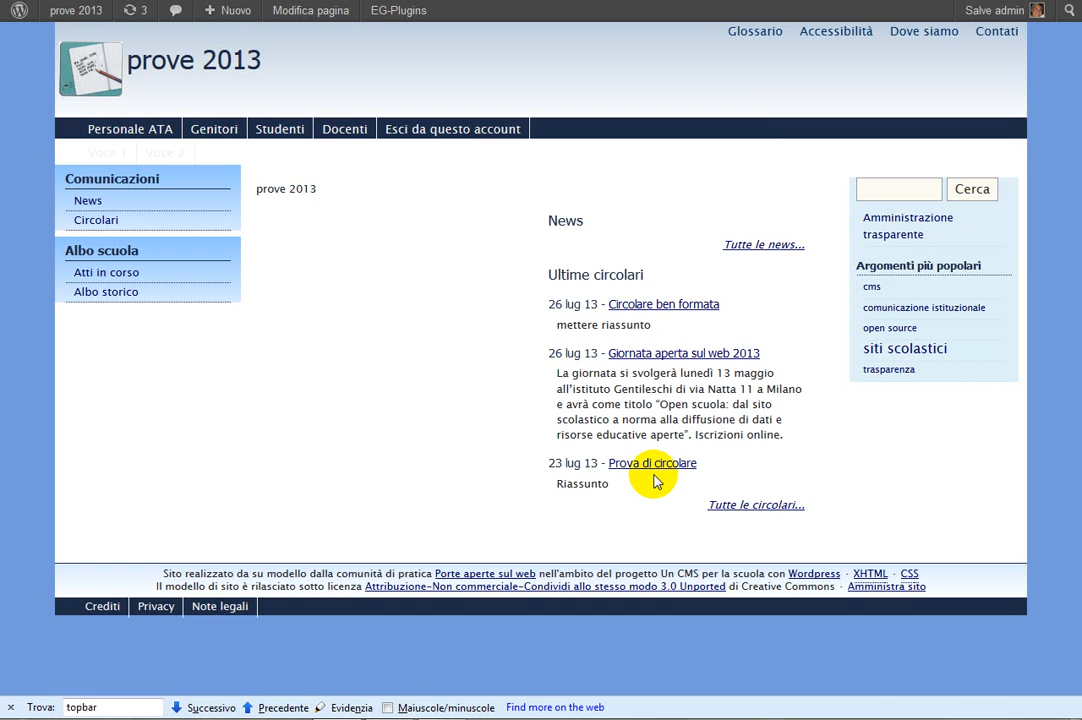 prove 2013 3 Nuovo Modifica pagina EG-Plugins Salve admin
Glossario Accessibilità Dove siamo Contati
prove 2013
Personale ATA Genitori Studenti Docenti Esci da questo account
Voce 1 Voce 2
Comunicazioni
News
Circolari
Albo scuola
Atti in corso
Albo storico
prove 2013
News
Tutte le news...
Ultime circolari
26 lug 13 - Circolare ben formata
mettere riassunto
26 lug 13 - Giornata aperta sul web 2013
La giornata si svolgerà lunedì 13 maggio
all'istituto Gentileschi di via Natta 11 a Milano
e avrà come titolo "Open scuola: dal sito
scolastico a norma alla diffusione di dati e
risorse educative aperte". Iscrizioni online.
23 lug 13 - Prova di circolare
Riassunto
Tutte le circolari...
Cerca
Amministrazione
trasparente
Argomenti più popolari
cms
comunicazione istituzionale
open source
siti scolastici
trasparenza
Sito realizzato da su modello dalla comunità di pratica Porte aperte sul web nell'ambito del progetto Un CMS per la scuola con Wordpress · XHTML · CSS
Il modello di sito è rilasciato sotto licenza Attribuzione-Non commerciale-Condividi allo stesso modo 3.0 Unported di Creative Commons · Amministra sito
Crediti Privacy Note legali
× Trova: topbar Successivo Precedente Evidenzia Maiuscole/minuscole Find more on the web